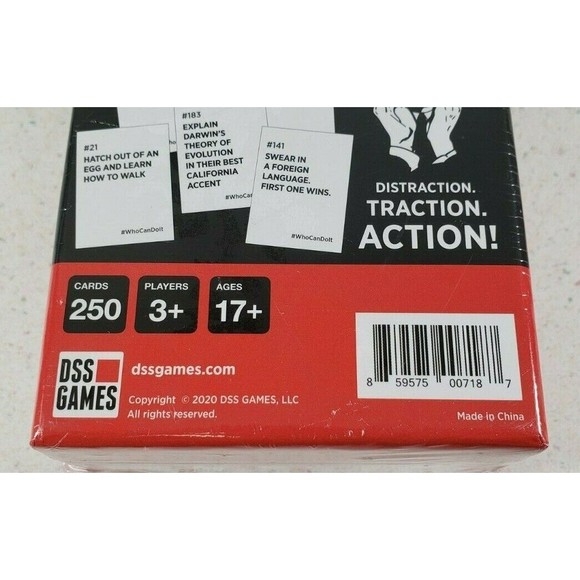 #21
HATCH OUT OF AN
EGG AND LEARN
HOW TO WALK
#WhoCanDoIt
#183
EXPLAIN
DARWIN'S
THEORY OF
EVOLUTION
IN THEIR BEST
CALIFORNIA
ACCENT
#WhoCanDoIt
#141
SWEAR IN
A FOREIGN
LANGUAGE.
FIRST ONE WINS.
#WhoCanDoIt
DISTRACTION.
TRACTION.
ACTION!
CARDS
250
PLAYERS
3+
AGES
17+
DSS
GAMES
dssgames.com
Copyright © 2020 DSS GAMES, LLC
All rights reserved.
8 59575 00718 7
Made in China